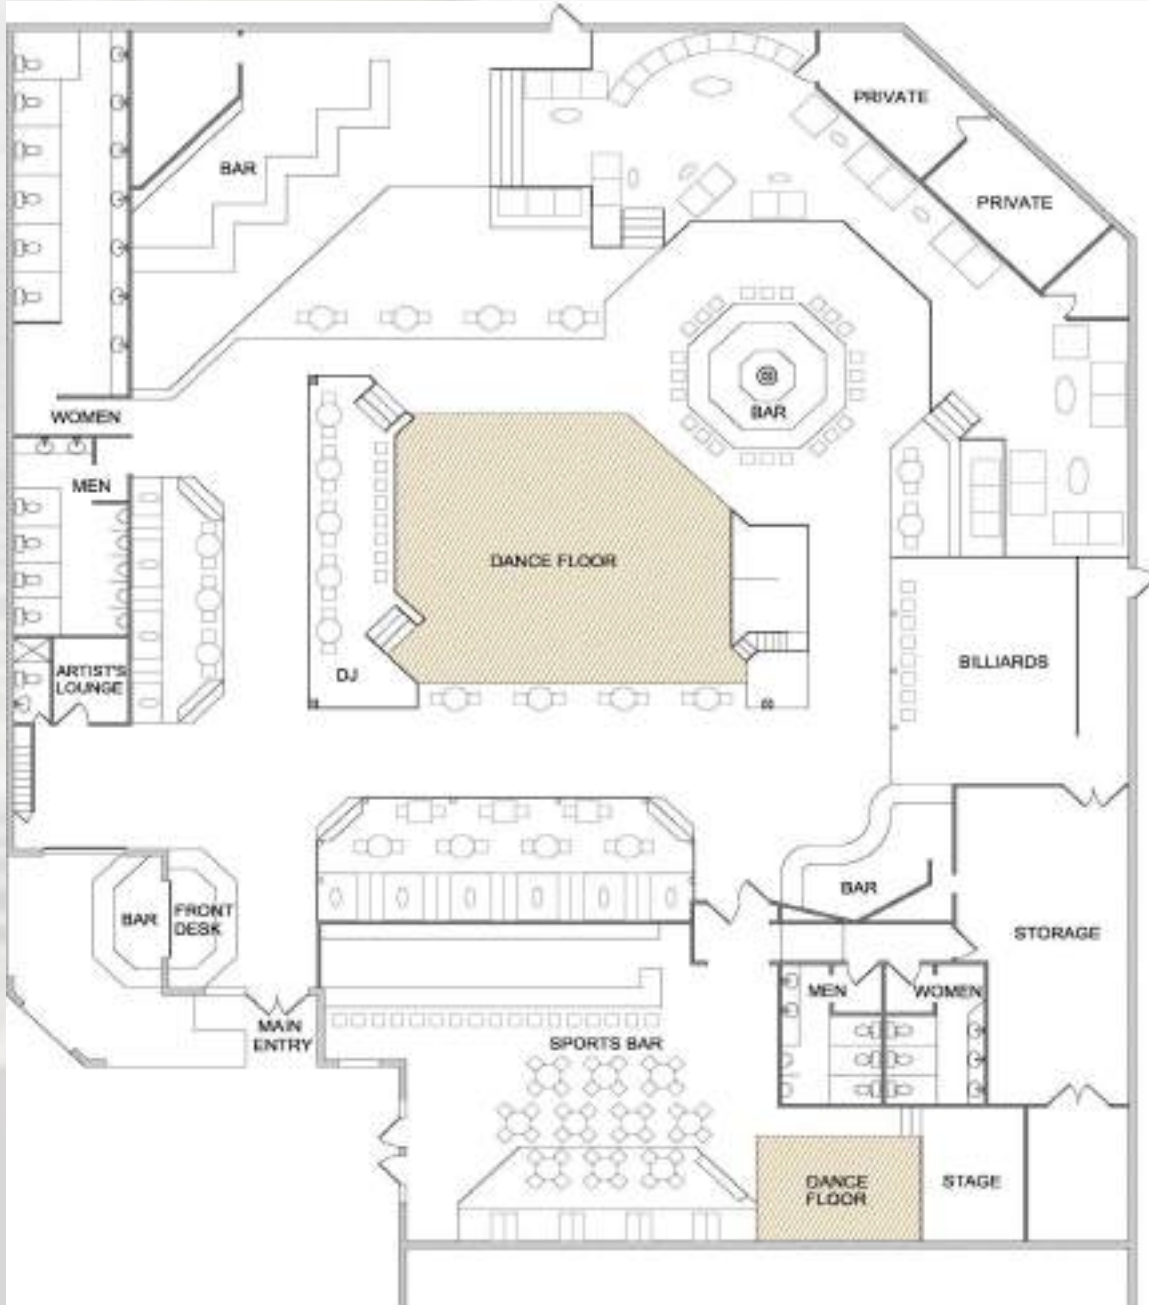 PRIVATE
BAR
PRIVATE
BAR
WOMEN
MEN
DANCE FLOOR
BILLIARDS
ARTIST'S
LOUNGE
DJ
BAR
BAR
FRONT
DESK
STORAGE
MEN
WOMEN
MAIN
ENTRY
SPORTS BAR
DANCE
FLOOR
STAGE